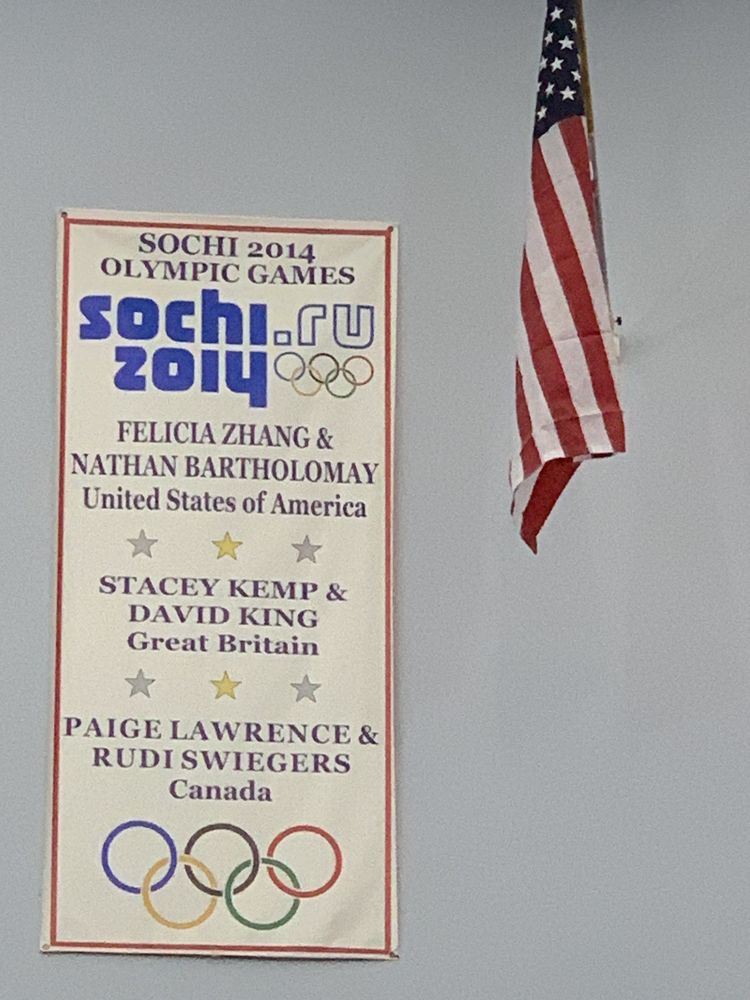 SOCHI 2014
OLYMPIC GAMES
sochi.ru
2014
FELICIA ZHANG &
NATHAN BARTHOLOMAY
United States of America
STACEY KEMP &
DAVID KING
Great Britain
PAIGE LAWRENCE &
RUDI SWIEGERS
Canada